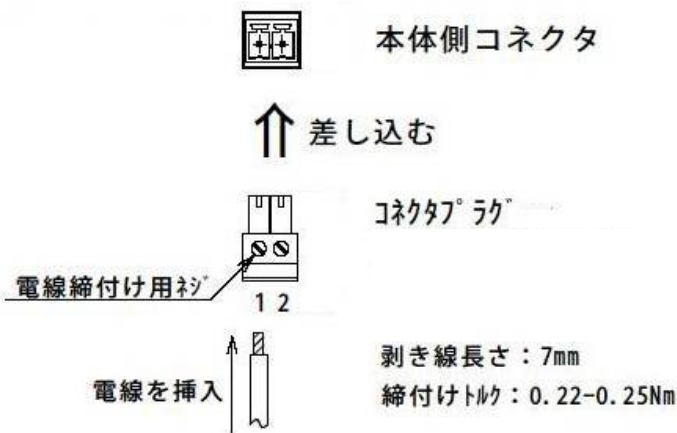 本体側コネクタ
差し込む
ｺﾈｸﾀﾌﾟﾗｸﾞ
電線締付け用ﾈｼﾞ
1 2
電線を挿入
剥き線長さ：7mm
締付けﾄﾙｸ：0.22-0.25Nm